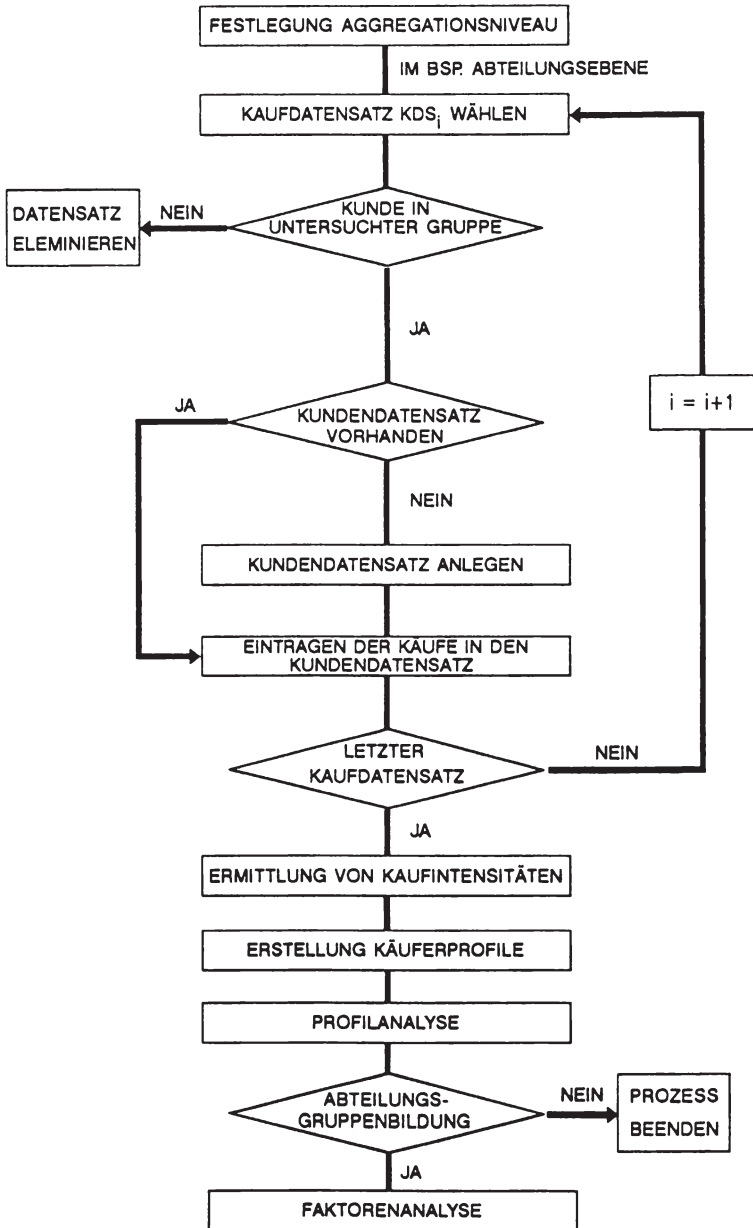 FESTLEGUNG AGGREGATIONSNIVEAU
IM BSP. ABTEILUNGSEBENE
KAUFDATENSATZ KDSi WÄHLEN
KUNDE IN
UNTERSUCHTER GRUPPE
NEIN
DATENSATZ
ELEMINIEREN
JA
i = i+1
JA
KUNDENDATENSATZ
VORHANDEN
NEIN
KUNDENDATENSATZ ANLEGEN
EINTRAGEN DER KÄUFE IN DEN
KUNDENDATENSATZ
LETZTER
KAUFDATENSATZ
NEIN
JA
ERMITTLUNG VON KAUFINTENSITÄTEN
ERSTELLUNG KÄUFERPROFILE
PROFILANALYSE
ABTEILUNGS-
GRUPPENBILDUNG
NEIN
PROZESS
BEENDEN
JA
FAKTORENANALYSE